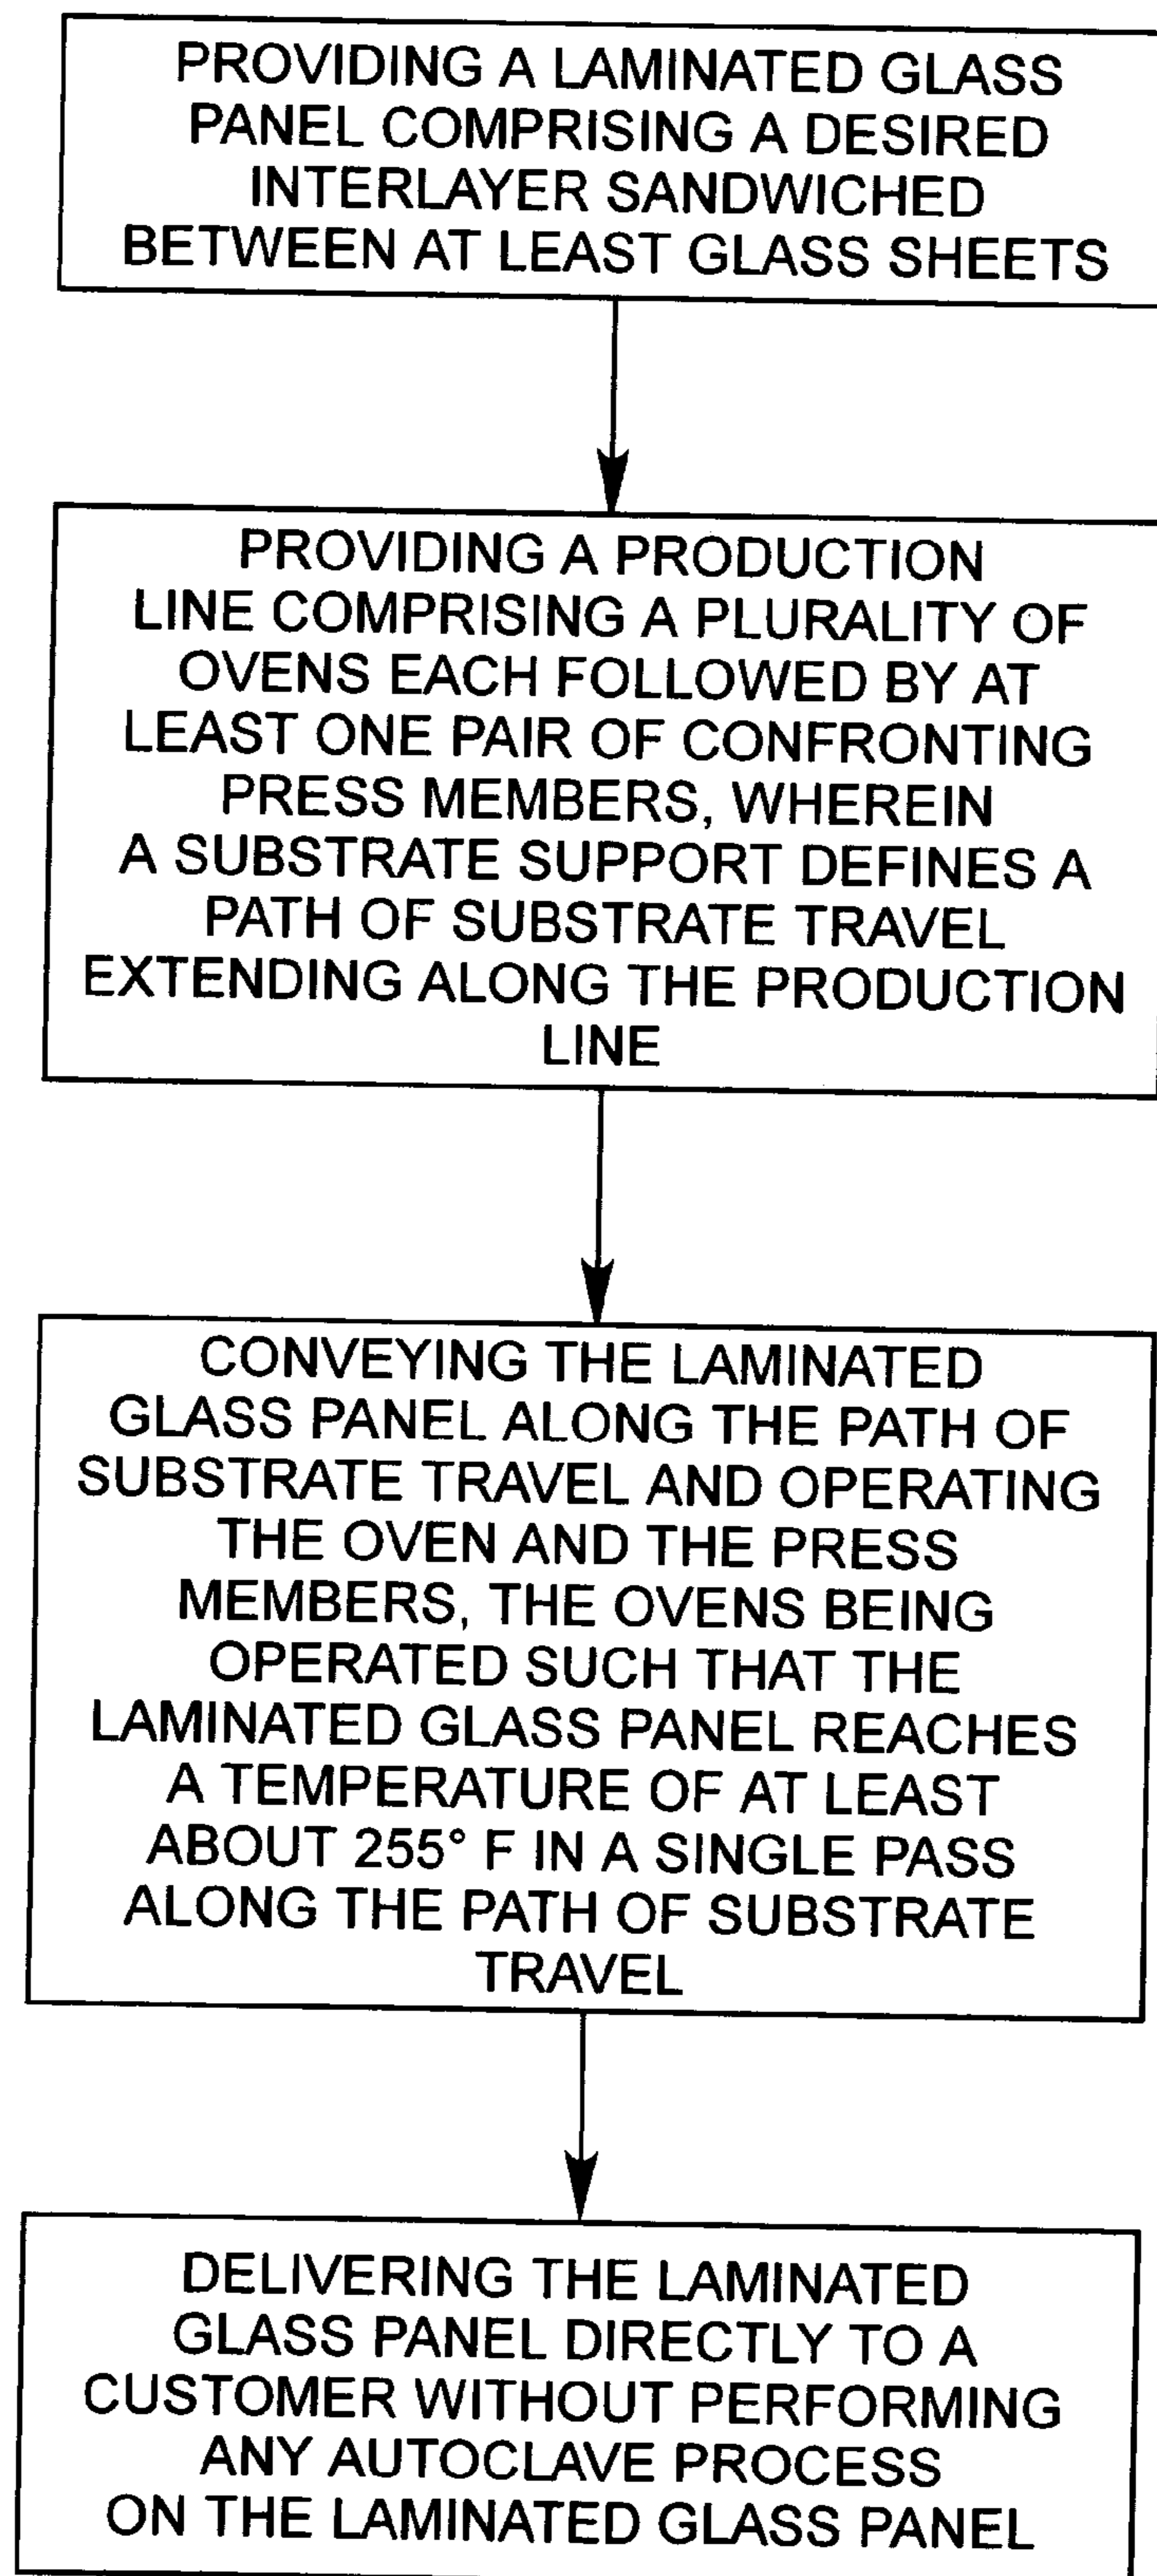 PROVIDING A LAMINATED GLASS
PANEL COMPRISING A DESIRED
INTERLAYER SANDWICHED
BETWEEN AT LEAST GLASS SHEETS
PROVIDING A PRODUCTION
LINE COMPRISING A PLURALITY OF
OVENS EACH FOLLOWED BY AT
LEAST ONE PAIR OF CONFRONTING
PRESS MEMBERS, WHEREIN
A SUBSTRATE SUPPORT DEFINES A
PATH OF SUBSTRATE TRAVEL
EXTENDING ALONG THE PRODUCTION
LINE
CONVEYING THE LAMINATED
GLASS PANEL ALONG THE PATH OF
SUBSTRATE TRAVEL AND OPERATING
THE OVEN AND THE PRESS
MEMBERS, THE OVENS BEING
OPERATED SUCH THAT THE
LAMINATED GLASS PANEL REACHES
A TEMPERATURE OF AT LEAST
ABOUT 255° F IN A SINGLE PASS
ALONG THE PATH OF SUBSTRATE
TRAVEL
DELIVERING THE LAMINATED
GLASS PANEL DIRECTLY TO A
CUSTOMER WITHOUT PERFORMING
ANY AUTOCLAVE PROCESS
ON THE LAMINATED GLASS PANEL